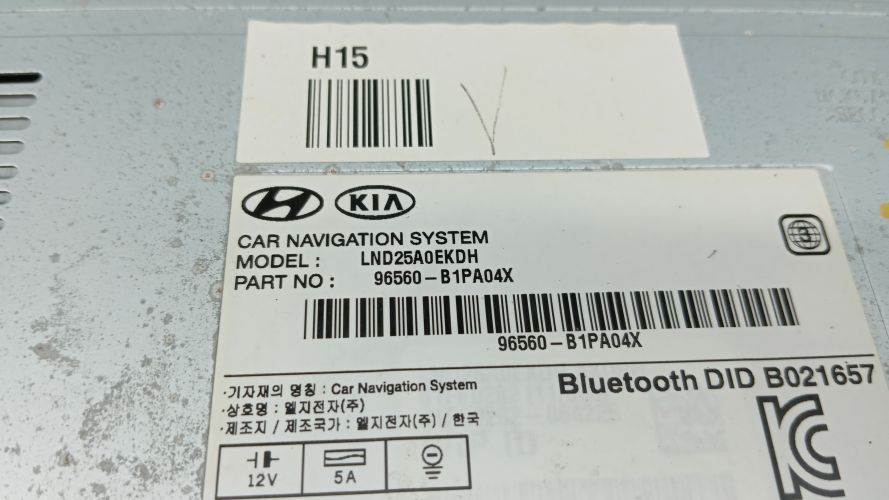 H15
KIA
CAR NAVIGATION SYSTEM
MODEL : LND25A0EKDH
PART NO : 96560-B1PA04X
3
96560-B1PA04X
Bluetooth DID B021657
·기자재의 명칭 : Car Navigation System
·상호명 : 엘지전자(주)
·제조지 / 제조국가 : 엘지전자(주) / 한국
12V
5A